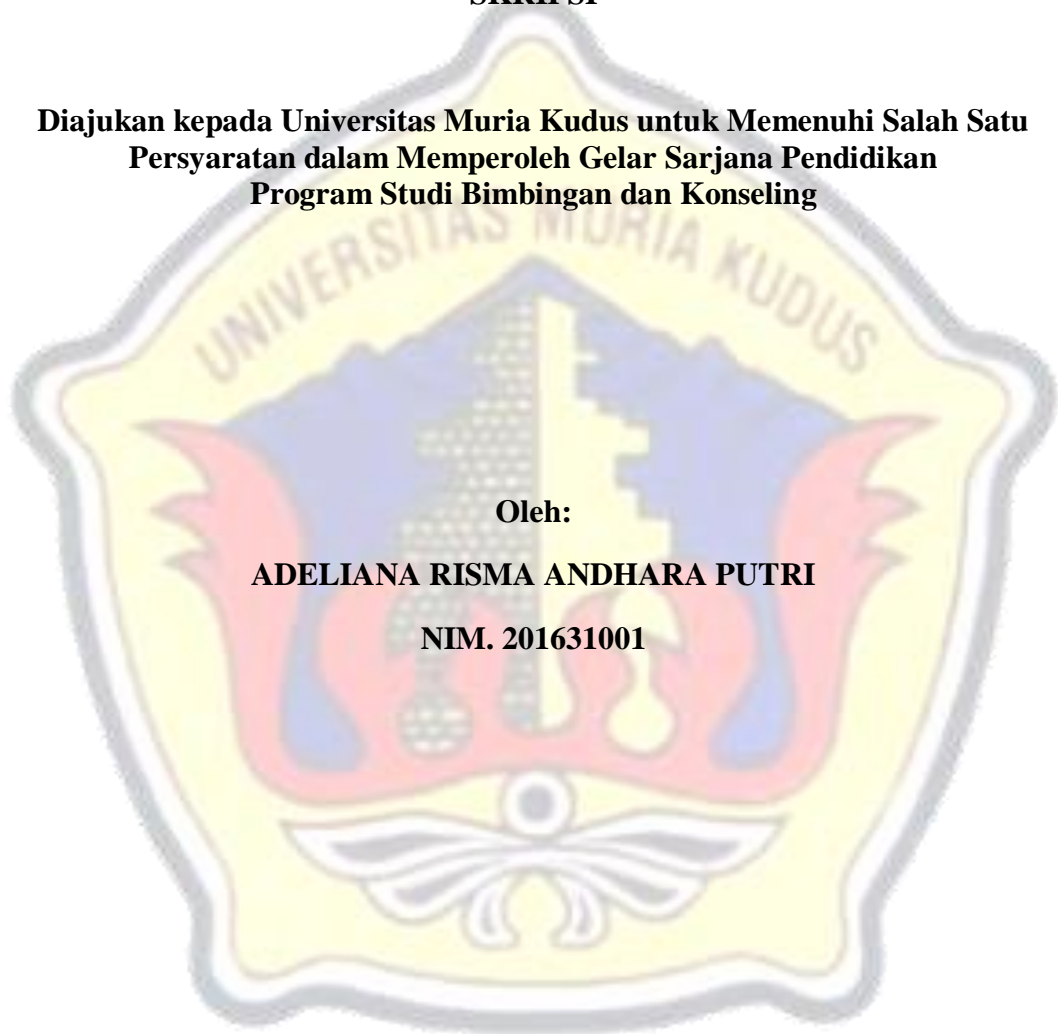 SKRIPSI
Diajukan kepada Universitas Muria Kudus untuk Memenuhi Salah Satu
Persyaratan dalam Memperoleh Gelar Sarjana Pendidikan
Program Studi Bimbingan dan Konseling
UNIVERSITAS MURIA KUDUS
Oleh:
ADELIANA RISMA ANDHARA PUTRI
NIM. 201631001